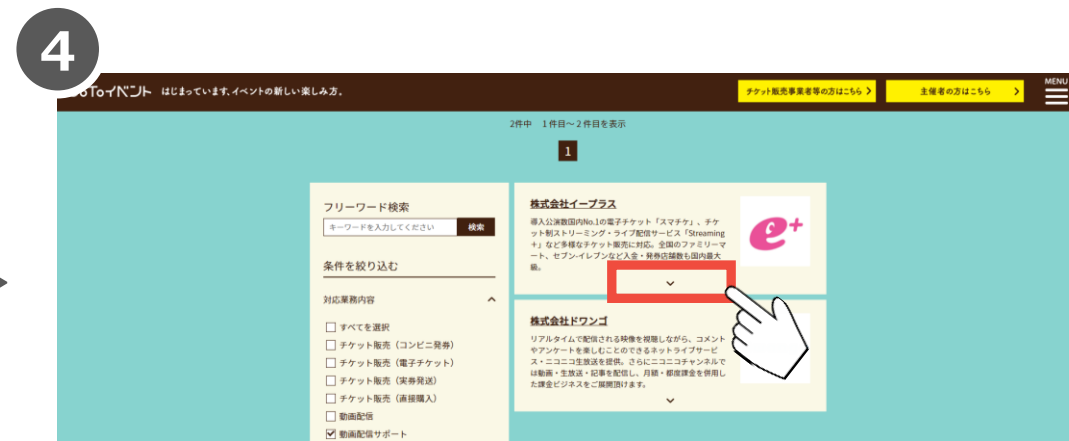 4
oToイベント はじまっています、イベントの新しい楽しみ方。
チケット販売事業者等の方はこちら
主催者の方はこちら
MENU
2件中 1件目～2件目を表示
1
フリーワード検索
キーワードを入力してください 検索
条件を絞り込む
対応業務内容
すべてを選択
チケット販売（コンビニ発券）
チケット販売（電子チケット）
チケット販売（実券発送）
チケット販売（直接購入）
動画配信
動画配信サポート
株式会社イープラス
導入公演数国内No.1の電子チケット「スマチケ」、チケ
ット制ストリーミング・ライブ配信サービス「Streaming
+」など多様なチケット販売に対応。全国のファミリーマ
ート、セブン-イレブンなど入金・発券店舗数も国内最大
級。
e+
株式会社ドワンゴ
リアルタイムで配信される映像を視聴しながら、コメント
やアンケートを楽しむことのできるネットライブサービ
ス・ニコニコ生放送を提供。さらにニコニコチャンネルで
は動画・生放送・記事を配信し、月額・都度課金を併用し
た課金ビジネスをご展開頂けます。